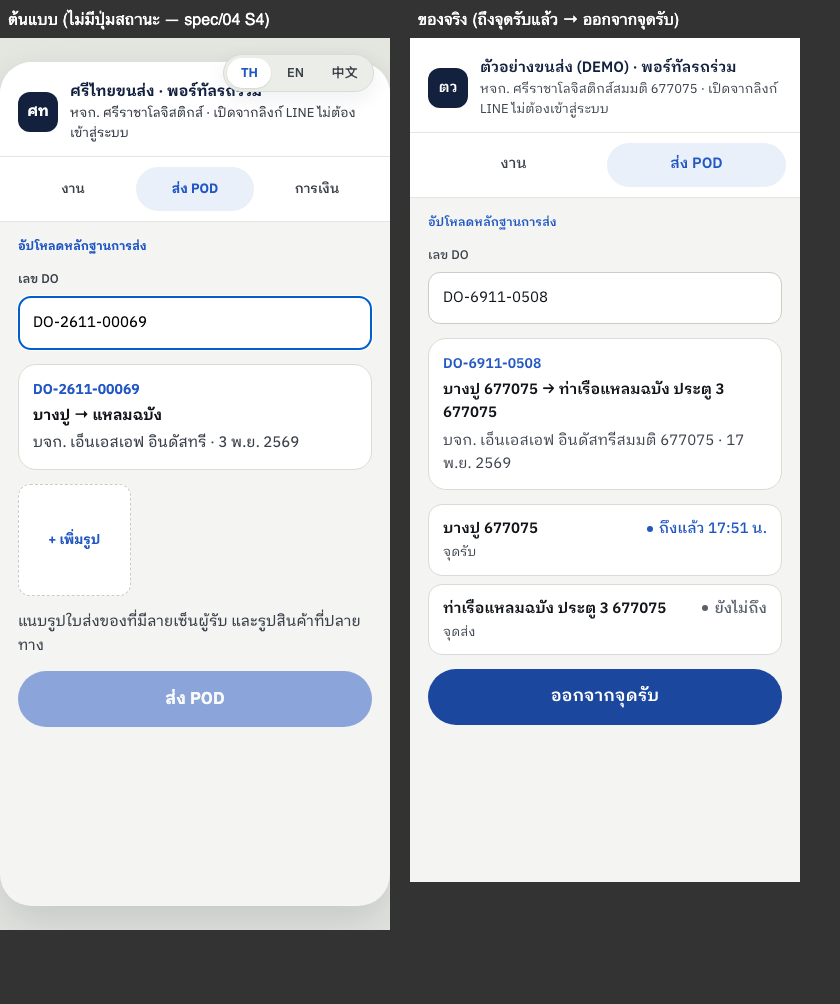 ต้นแบบ (ไม่มีปุ่มสถานะ — spec/04 S4)
TH EN 中文
ศท
ศรีไทยขนส่ง · พอร์ทัลรถร่วม
หจก. ศรีราชาโลจิสติกส์ · เปิดจากลิงก์ LINE ไม่ต้อง
เข้าสู่ระบบ
งาน ส่ง POD การเงิน
อัปโหลดหลักฐานการส่ง
เลข DO
DO-2611-00069
DO-2611-00069
บางปู → แหลมฉบัง
บจก. เอ็นเอสเอฟ อินดัสทรี · 3 พ.ย. 2569
+ เพิ่มรูป
แนบรูปใบส่งของที่มีลายเซ็นผู้รับ และรูปสินค้าที่ปลาย
ทาง
ส่ง POD
ของจริง (ถึงจุดรับแล้ว → ออกจากจุดรับ)
ตว
ตัวอย่างขนส่ง (DEMO) · พอร์ทัลรถร่วม
หจก. ศรีราชาโลจิสติกส์สมมติ 677075 · เปิดจากลิงก์
LINE ไม่ต้องเข้าสู่ระบบ
งาน ส่ง POD
อัปโหลดหลักฐานการส่ง
เลข DO
DO-6911-0508
DO-6911-0508
บางปู 677075 → ท่าเรือแหลมฉบัง ประตู 3
677075
บจก. เอ็นเอสเอฟ อินดัสทรีสมมติ 677075 · 17
พ.ย. 2569
บางปู 677075 • ถึงแล้ว 17:51 น.
จุดรับ
ท่าเรือแหลมฉบัง ประตู 3 677075 • ยังไม่ถึง
จุดส่ง
ออกจากจุดรับ